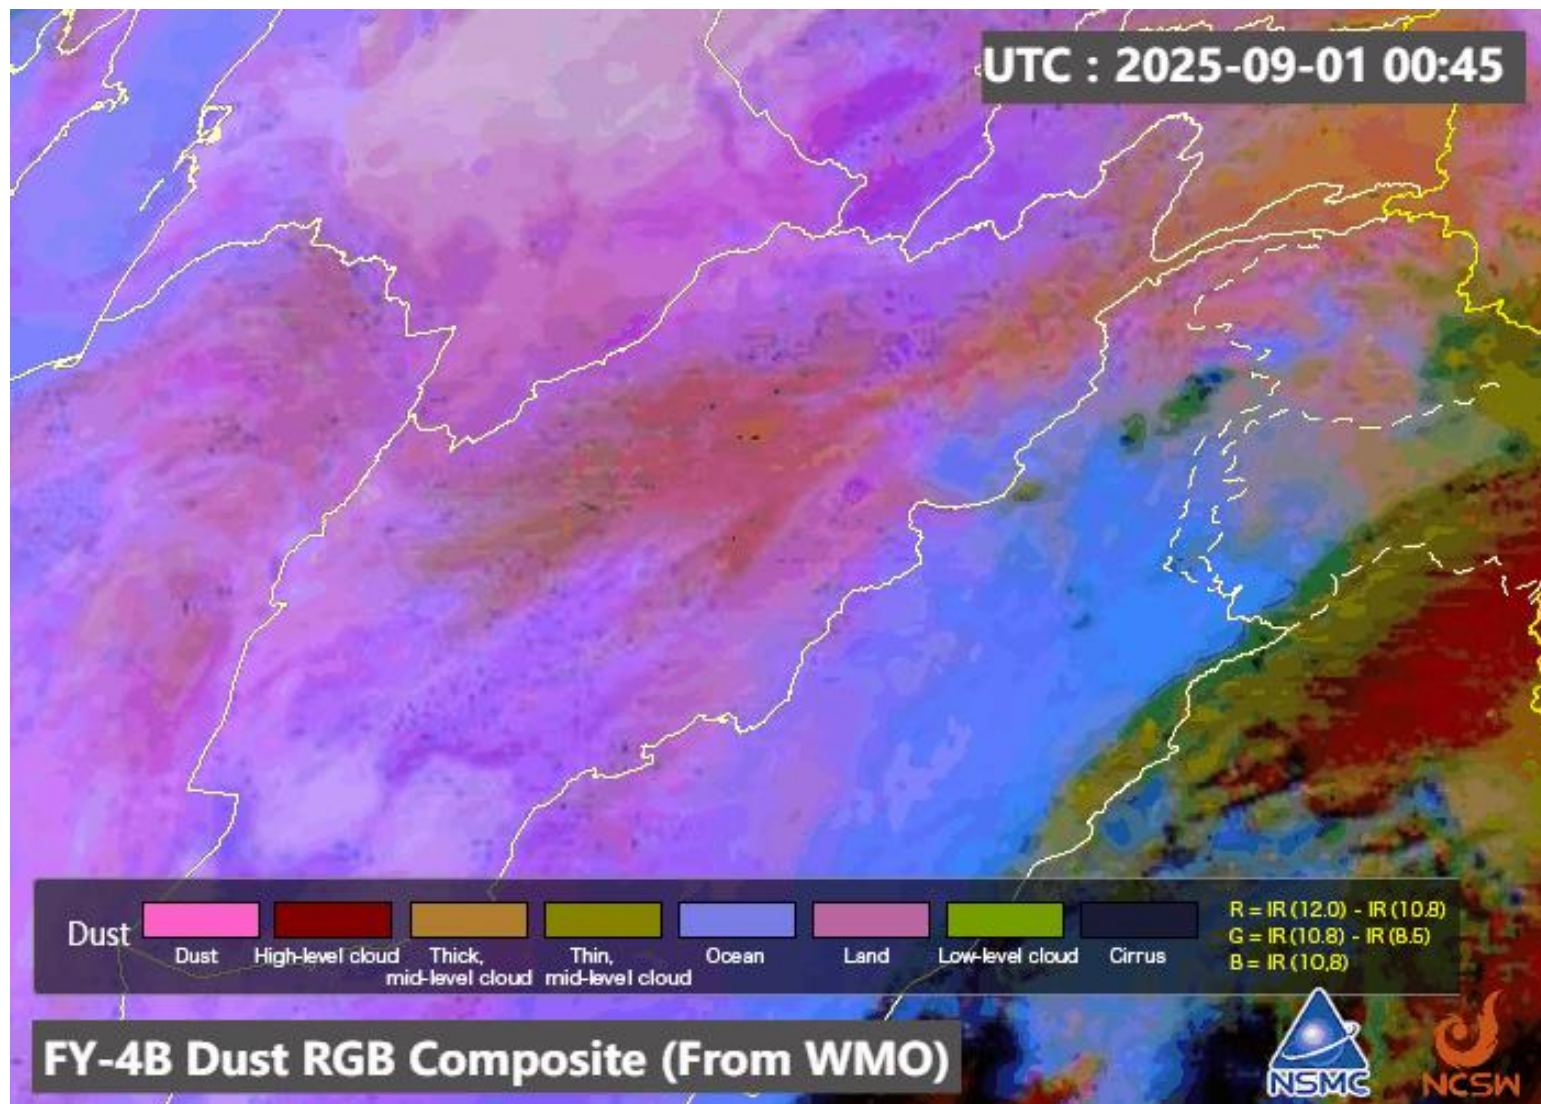 UTC : 2025-09-01 00:45
Dust
Dust
High-level cloud
Thick,
mid-level cloud
Thin,
mid-level cloud
Ocean
Land
Low-level cloud
Cirrus
R = IR (12.0) - IR (10.8)
G = IR (10.8) - IR (8.5)
B = IR (10,8)
FY-4B Dust RGB Composite (From WMO)
NSMC
NCSW